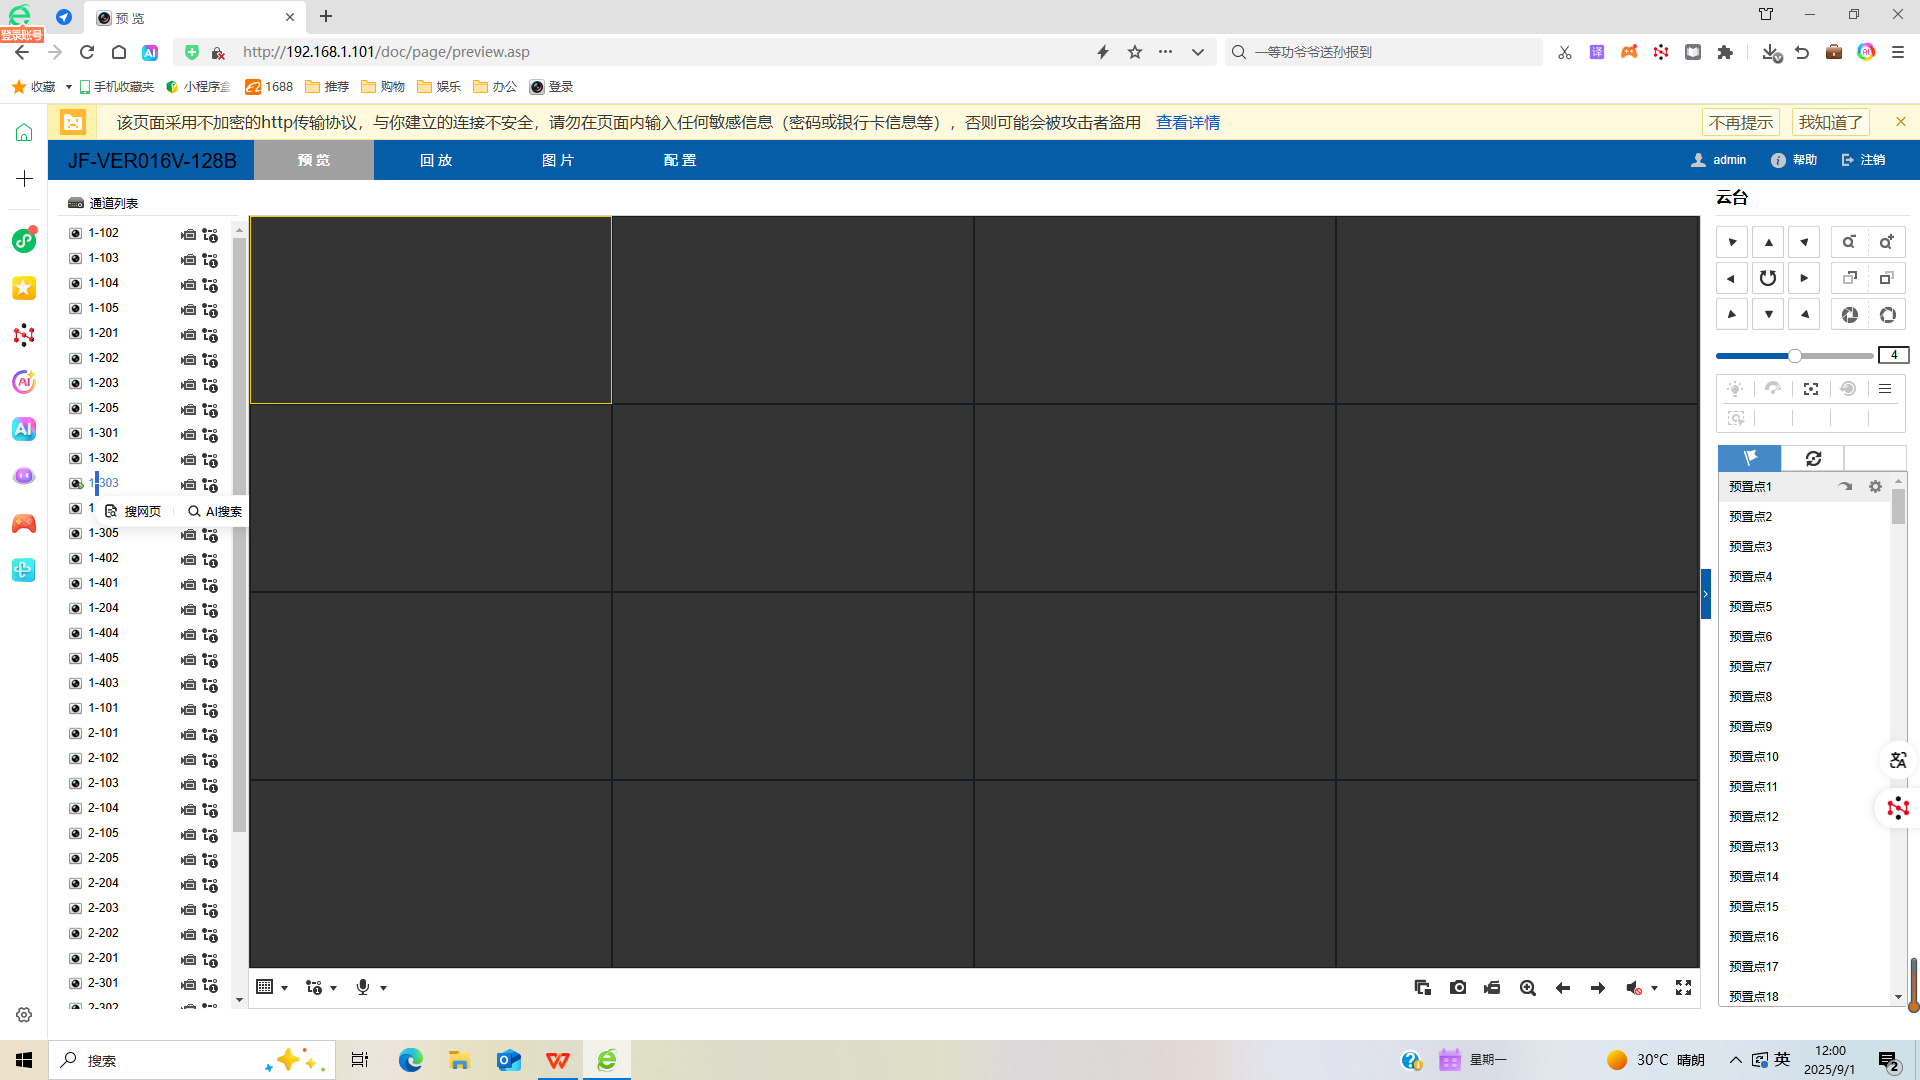 登录账号
预 览
http://192.168.1.101/doc/page/preview.asp
一等功爷爷送孙报到
收藏
手机收藏夹
小程序盒
1688
推荐
购物
娱乐
办公
登录
该页面采用不加密的http传输协议，与你建立的连接不安全，请勿在页面内输入任何敏感信息（密码或银行卡信息等），否则可能会被攻击者盗用 查看详情
不再提示
我知道了
JF-VER016V-128B
预 览
回 放
图 片
配 置
admin
帮助
注销
通道列表
1-102
1-103
1-104
1-105
1-201
1-202
1-203
1-205
1-301
1-302
1-303
搜网页
AI搜索
1-305
1-402
1-401
1-204
1-404
1-405
1-403
1-101
2-101
2-102
2-103
2-104
2-105
2-205
2-204
2-203
2-202
2-201
2-301
2-302
云台
4
预置点1
预置点2
预置点3
预置点4
预置点5
预置点6
预置点7
预置点8
预置点9
预置点10
预置点11
预置点12
预置点13
预置点14
预置点15
预置点16
预置点17
预置点18
搜索
星期一
30°C 晴朗
英
12:00
2025/9/1
2